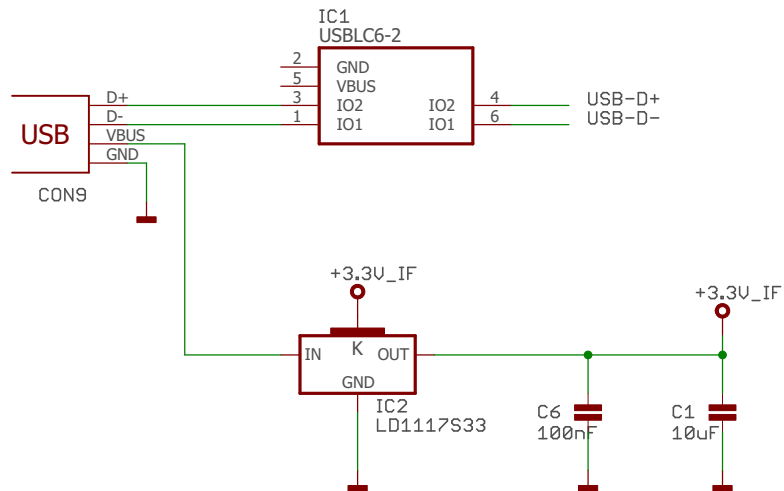 IC1
USBLC6-2
2 GND
5 VBUS
3 IO2 IO2 4 USB-D+
1 IO1 IO1 6 USB-D-
USB
D+
D-
VBUS
GND
CON9
+3.3V_IF
+3.3V_IF
IN K OUT
GND
IC2
LD1117S33
C6
100nF
C1
10uF